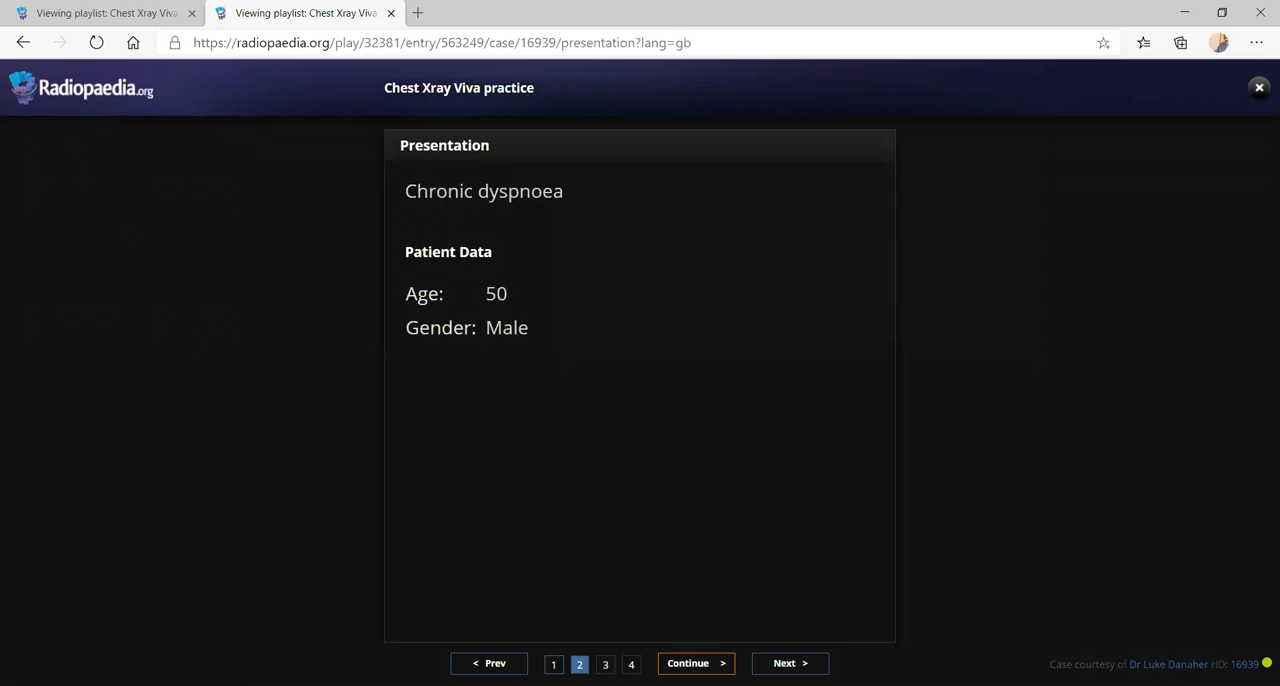 Viewing playlist: Chest Xray Viva
Viewing playlist: Chest Xray Viva
https://radiopaedia.org/play/32381/entry/563249/case/16939/presentation?lang=gb
Radiopaedia.org
Chest Xray Viva practice
Presentation
Chronic dyspnoea
Patient Data
Age: 50
Gender: Male
< Prev 1 2 3 4 Continue > Next >
Case courtesy of Dr Luke Danaher rID: 16939